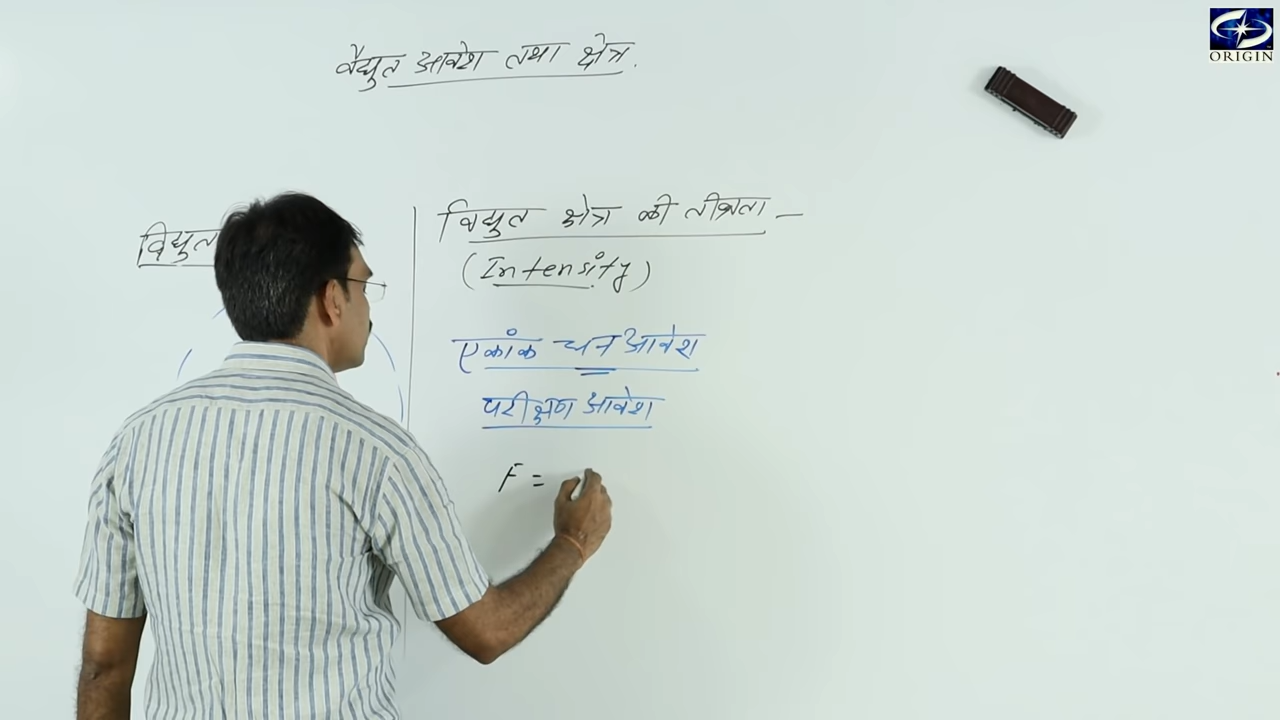 वैद्युत आवेश तथा क्षेत्र.
ORIGIN
विद्युत
विद्युत क्षेत्र की तीव्रता —
(Intensity)
एकांक धन आवेश
परीक्षण आवेश
F =